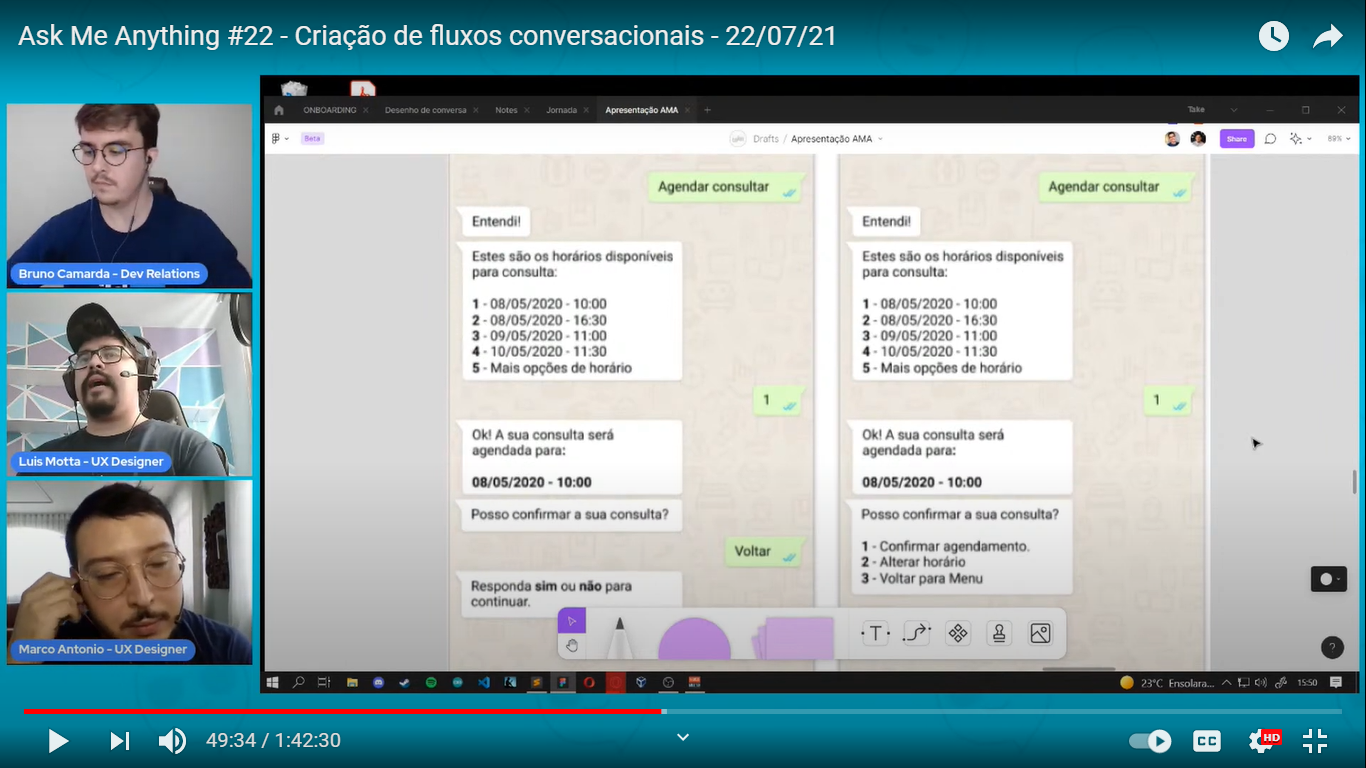 Ask Me Anything #22 - Criação de fluxos conversacionais - 22/07/21
ONBOARDING
Desenho de conversa
Notes
Jornada
Apresentação AMA
Take
Beta
Drafts / Apresentação AMA
Share
89%
Bruno Camarda - Dev Relations
Luis Motta - UX Designer
Marco Antonio - UX Designer
Agendar consultar
Entendi!
Estes são os horários disponíveis
para consulta:
1 - 08/05/2020 - 10:00
2 - 08/05/2020 - 16:30
3 - 09/05/2020 - 11:00
4 - 10/05/2020 - 11:30
5 - Mais opções de horário
1
Ok! A sua consulta será
agendada para:
08/05/2020 - 10:00
Posso confirmar a sua consulta?
Voltar
Responda sim ou não para
continuar.
Agendar consultar
Entendi!
Estes são os horários disponíveis
para consulta:
1 - 08/05/2020 - 10:00
2 - 08/05/2020 - 16:30
3 - 09/05/2020 - 11:00
4 - 10/05/2020 - 11:30
5 - Mais opções de horário
1
Ok! A sua consulta será
agendada para:
08/05/2020 - 10:00
Posso confirmar a sua consulta?
1 - Confirmar agendamento.
2 - Alterar horário
3 - Voltar para Menu
T
?
23°C Ensolara...
15:50
49:34 / 1:42:30
CC
HD